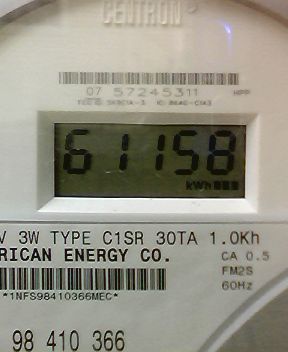 CENTRON
07 57245311 HPP
61158
kWh
V 3W TYPE C1SR 30TA 1.0Kh
RICAN ENERGY CO. CA 0.5
FM2S
*1NFS98410366MEC* 60Hz
98 410 366